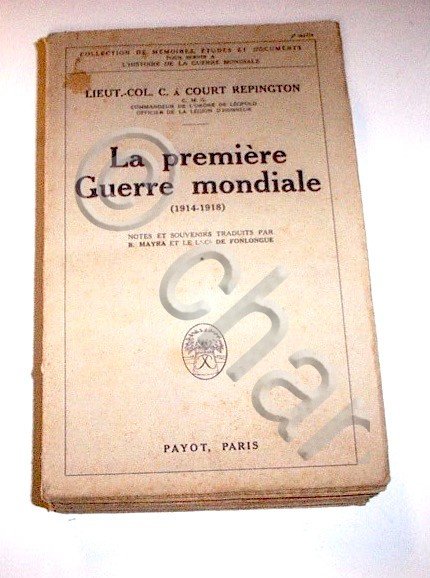 COLLECTION DE MÉMOIRES, ÉTUDES ET DOCUMENTS
POUR SERVIR A
L'HISTOIRE DE LA GUERRE MONDIALE
LIEUT.-COL. C. A COURT REPINGTON
C. M. G.
COMMANDEUR DE L'ORDRE DE LÉOPOLD
OFFICIER DE LA LÉGION D'HONNEUR
La première
Guerre mondiale
(1914-1918)
NOTES ET SOUVENIRS TRADUITS PAR
B. MAYRA ET LE DE FONLONGUE
PAYOT, PARIS
© char